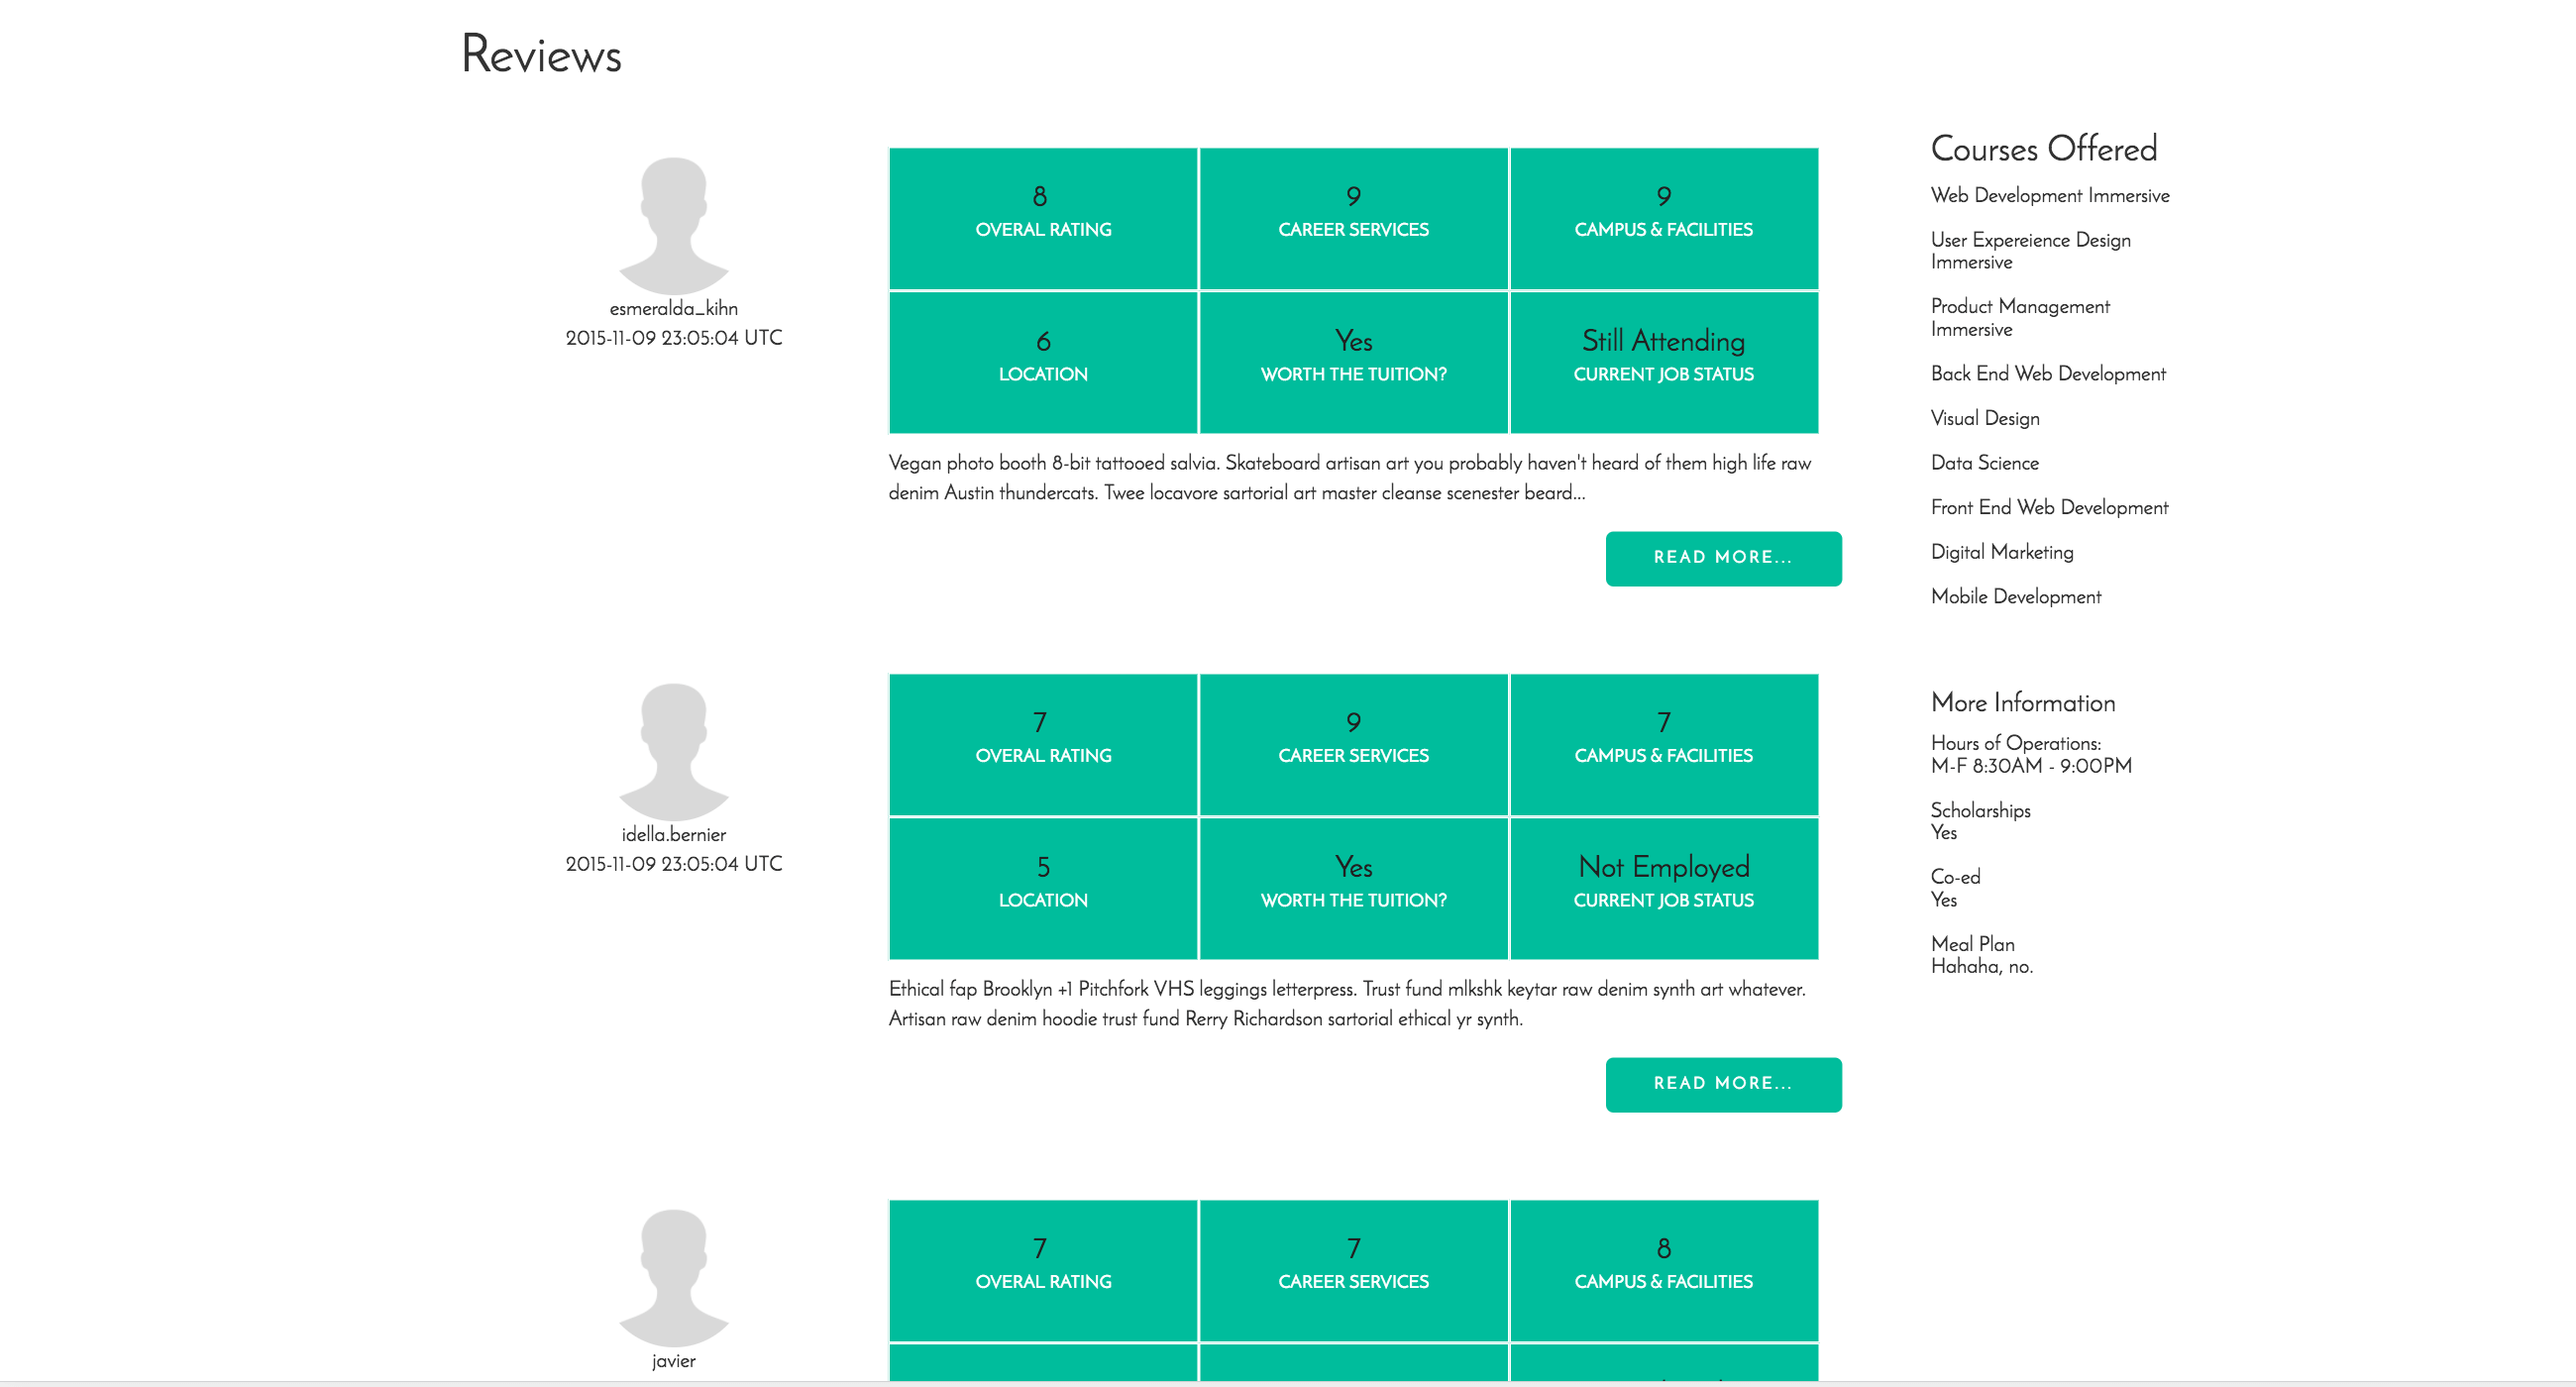 Reviews
esmeralda_kihn
2015-11-09 23:05:04 UTC
8
OVERAL RATING
9
CAREER SERVICES
9
CAMPUS & FACILITIES
6
LOCATION
Yes
WORTH THE TUITION?
Still Attending
CURRENT JOB STATUS
Vegan photo booth 8-bit tattooed salvia. Skateboard artisan art you probably haven't heard of them high life raw
denim Austin thundercats. Twee locavore sartorial art master cleanse scenester beard...
READ MORE...
idella.bernier
2015-11-09 23:05:04 UTC
7
OVERAL RATING
9
CAREER SERVICES
7
CAMPUS & FACILITIES
5
LOCATION
Yes
WORTH THE TUITION?
Not Employed
CURRENT JOB STATUS
Ethical fap Brooklyn +1 Pitchfork VHS leggings letterpress. Trust fund mlkshk keytar raw denim synth art whatever.
Artisan raw denim hoodie trust fund Rerry Richardson sartorial ethical yr synth.
READ MORE...
javier
7
OVERAL RATING
7
CAREER SERVICES
8
CAMPUS & FACILITIES
Courses Offered
Web Development Immersive
User Expereience Design
Immersive
Product Management
Immersive
Back End Web Development
Visual Design
Data Science
Front End Web Development
Digital Marketing
Mobile Development
More Information
Hours of Operations:
M-F 8:30AM - 9:00PM
Scholarships
Yes
Co-ed
Yes
Meal Plan
Hahaha, no.